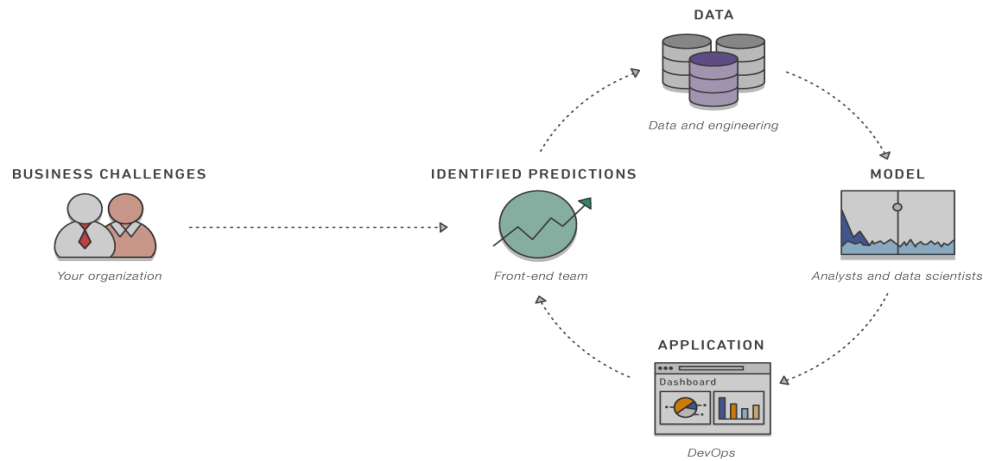 DATA
Data and engineering
BUSINESS CHALLENGES
Your organization
IDENTIFIED PREDICTIONS
Front-end team
MODEL
Analysts and data scientists
APPLICATION
Dashboard
DevOps